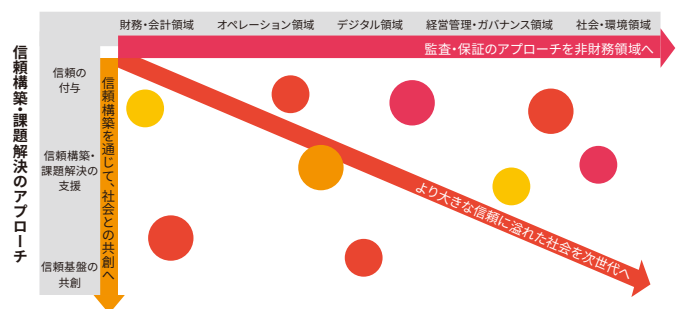 財務・会計領域
オペレーション領域
デジタル領域
経営管理・ガバナンス領域
社会・環境領域
監査・保証のアプローチを非財務領域へ
信頼構築・課題解決のアプローチ
信頼の
付与
信頼構築・
課題解決の
支援
信頼基盤の
共創
信頼構築を通じて、社会との共創へ
より大きな信頼に溢れた社会を次世代へ